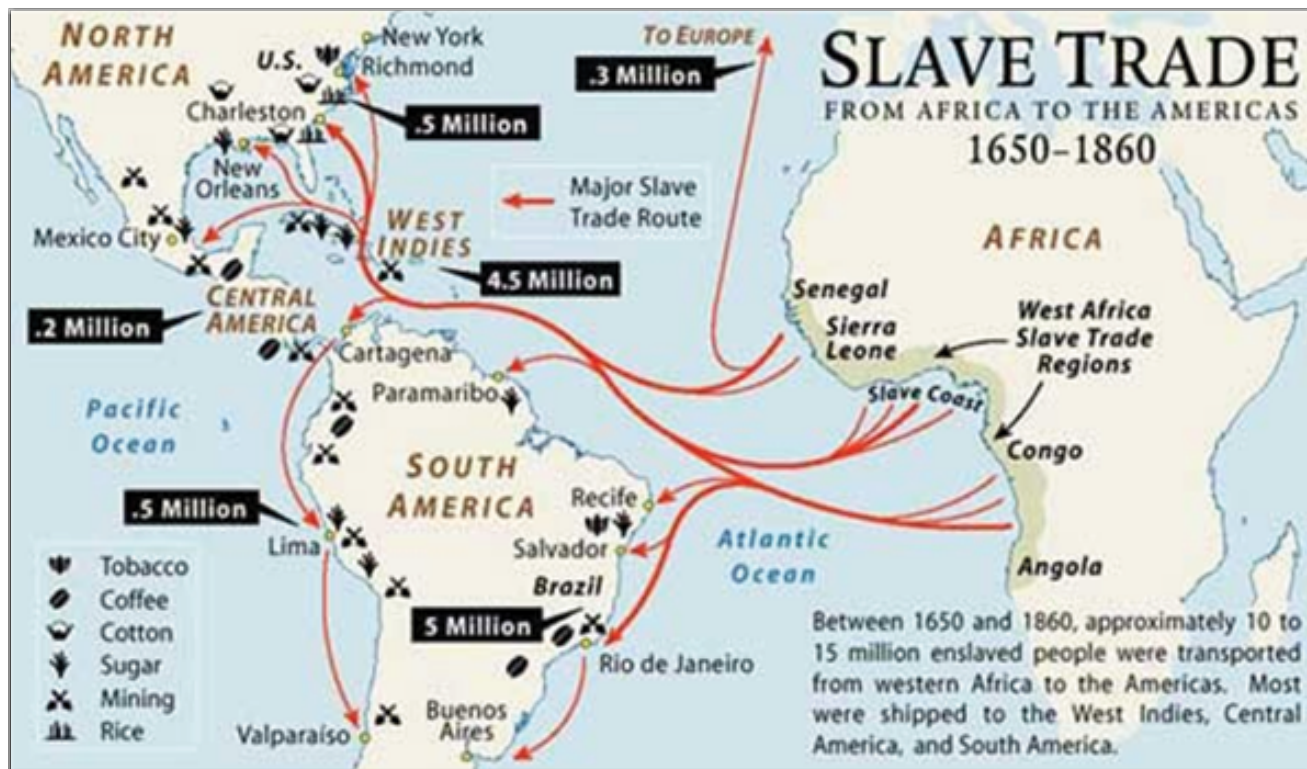 SLAVE TRADE
FROM AFRICA TO THE AMERICAS
1650–1860
NORTH
AMERICA
U.S.
New York
Richmond
Charleston
.5 Million
New
Orleans
TO EUROPE
.3 Million
Major Slave
Trade Route
Mexico City
WEST
INDIES
4.5 Million
CENTRAL
AMERICA
.2 Million
Cartagena
Paramaribo
AFRICA
Senegal
Sierra
Leone
West Africa
Slave Trade
Regions
Slave Coast
Congo
Angola
Pacific
Ocean
SOUTH
AMERICA
.5 Million
Lima
Recife
Salvador
Brazil
5 Million
Rio de Janeiro
Atlantic
Ocean
Buenos
Aires
Valparaíso
Tobacco
Coffee
Cotton
Sugar
Mining
Rice
Between 1650 and 1860, approximately 10 to
15 million enslaved people were transported
from western Africa to the Americas. Most
were shipped to the West Indies, Central
America, and South America.